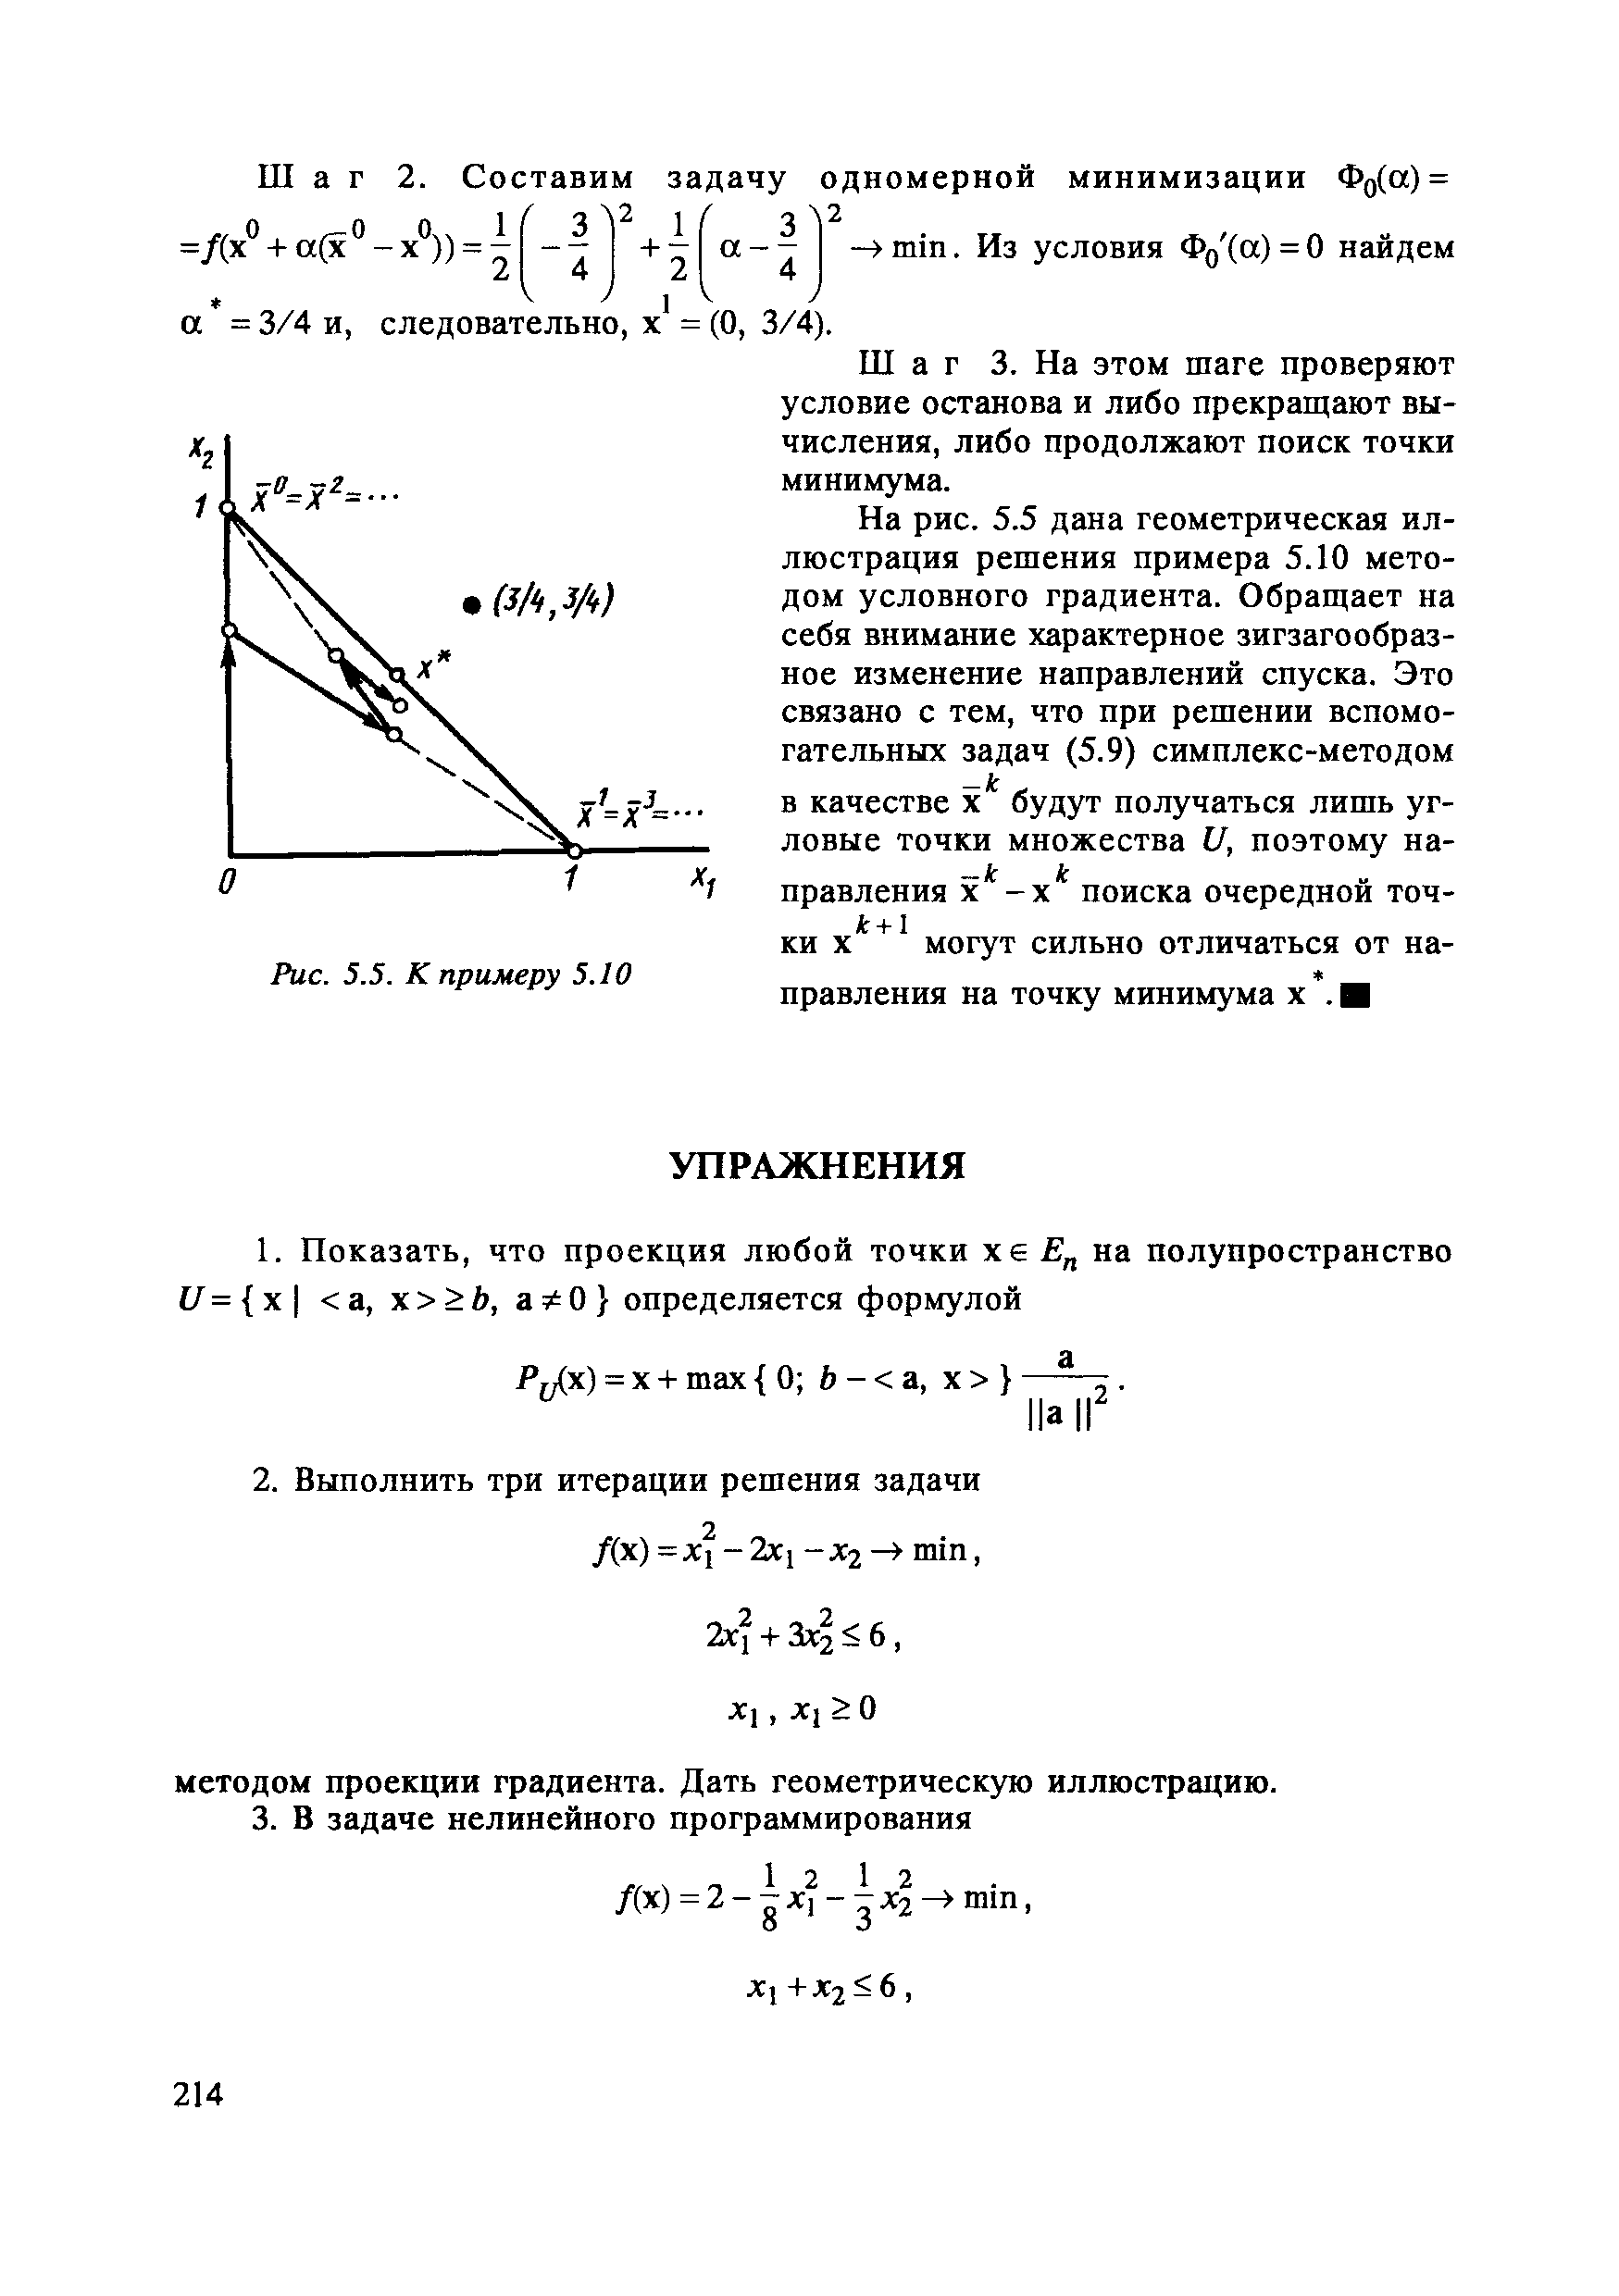 Ш а г 2. Составим задачу одномерной минимизации Φ₀(α) =
= f(x⁰ + α(x̄⁰ – x⁰)) = 1/2 (– 3/4)² + 1/2 (α – 3/4)² → min. Из условия Φ₀′(α) = 0 найдем
α* = 3/4 и, следовательно, x¹ = (0, 3/4).
Ш а г 3. На этом шаге проверяют
условие останова и либо прекращают вы-
числения, либо продолжают поиск точки
минимума.
На рис. 5.5 дана геометрическая ил-
люстрация решения примера 5.10 мето-
дом условного градиента. Обращает на
себя внимание характерное зигзагообраз-
ное изменение направлений спуска. Это
связано с тем, что при решении вспомо-
гательных задач (5.9) симплекс-методом
в качестве x̄ᵏ будут получаться лишь уг-
ловые точки множества U, поэтому на-
правления x̄ᵏ – xᵏ поиска очередной точ-
ки xᵏ⁺¹ могут сильно отличаться от на-
правления на точку минимума x*. ■
x₂
1
x̄⁰=x̄²=···
(3/4,3/4)
x*
x̄¹=x̄³=···
0
1
x₁
Рис. 5.5. К примеру 5.10
УПРАЖНЕНИЯ
1. Показать, что проекция любой точки x ∈ Eₙ на полупространство
U = { x | < a, x > ≥ b, a ≠ 0 } определяется формулой
P_U(x) = x + max { 0; b – < a, x > } a / ||a||² .
2. Выполнить три итерации решения задачи
f(x) = x₁² – 2x₁ – x₂ → min ,
2x₁² + 3x₂² ≤ 6 ,
x₁ , x₁ ≥ 0
методом проекции градиента. Дать геометрическую иллюстрацию.
3. В задаче нелинейного программирования
f(x) = 2 – 1/8 x₁² – 1/3 x₂² → min ,
x₁ + x₂ ≤ 6 ,
214